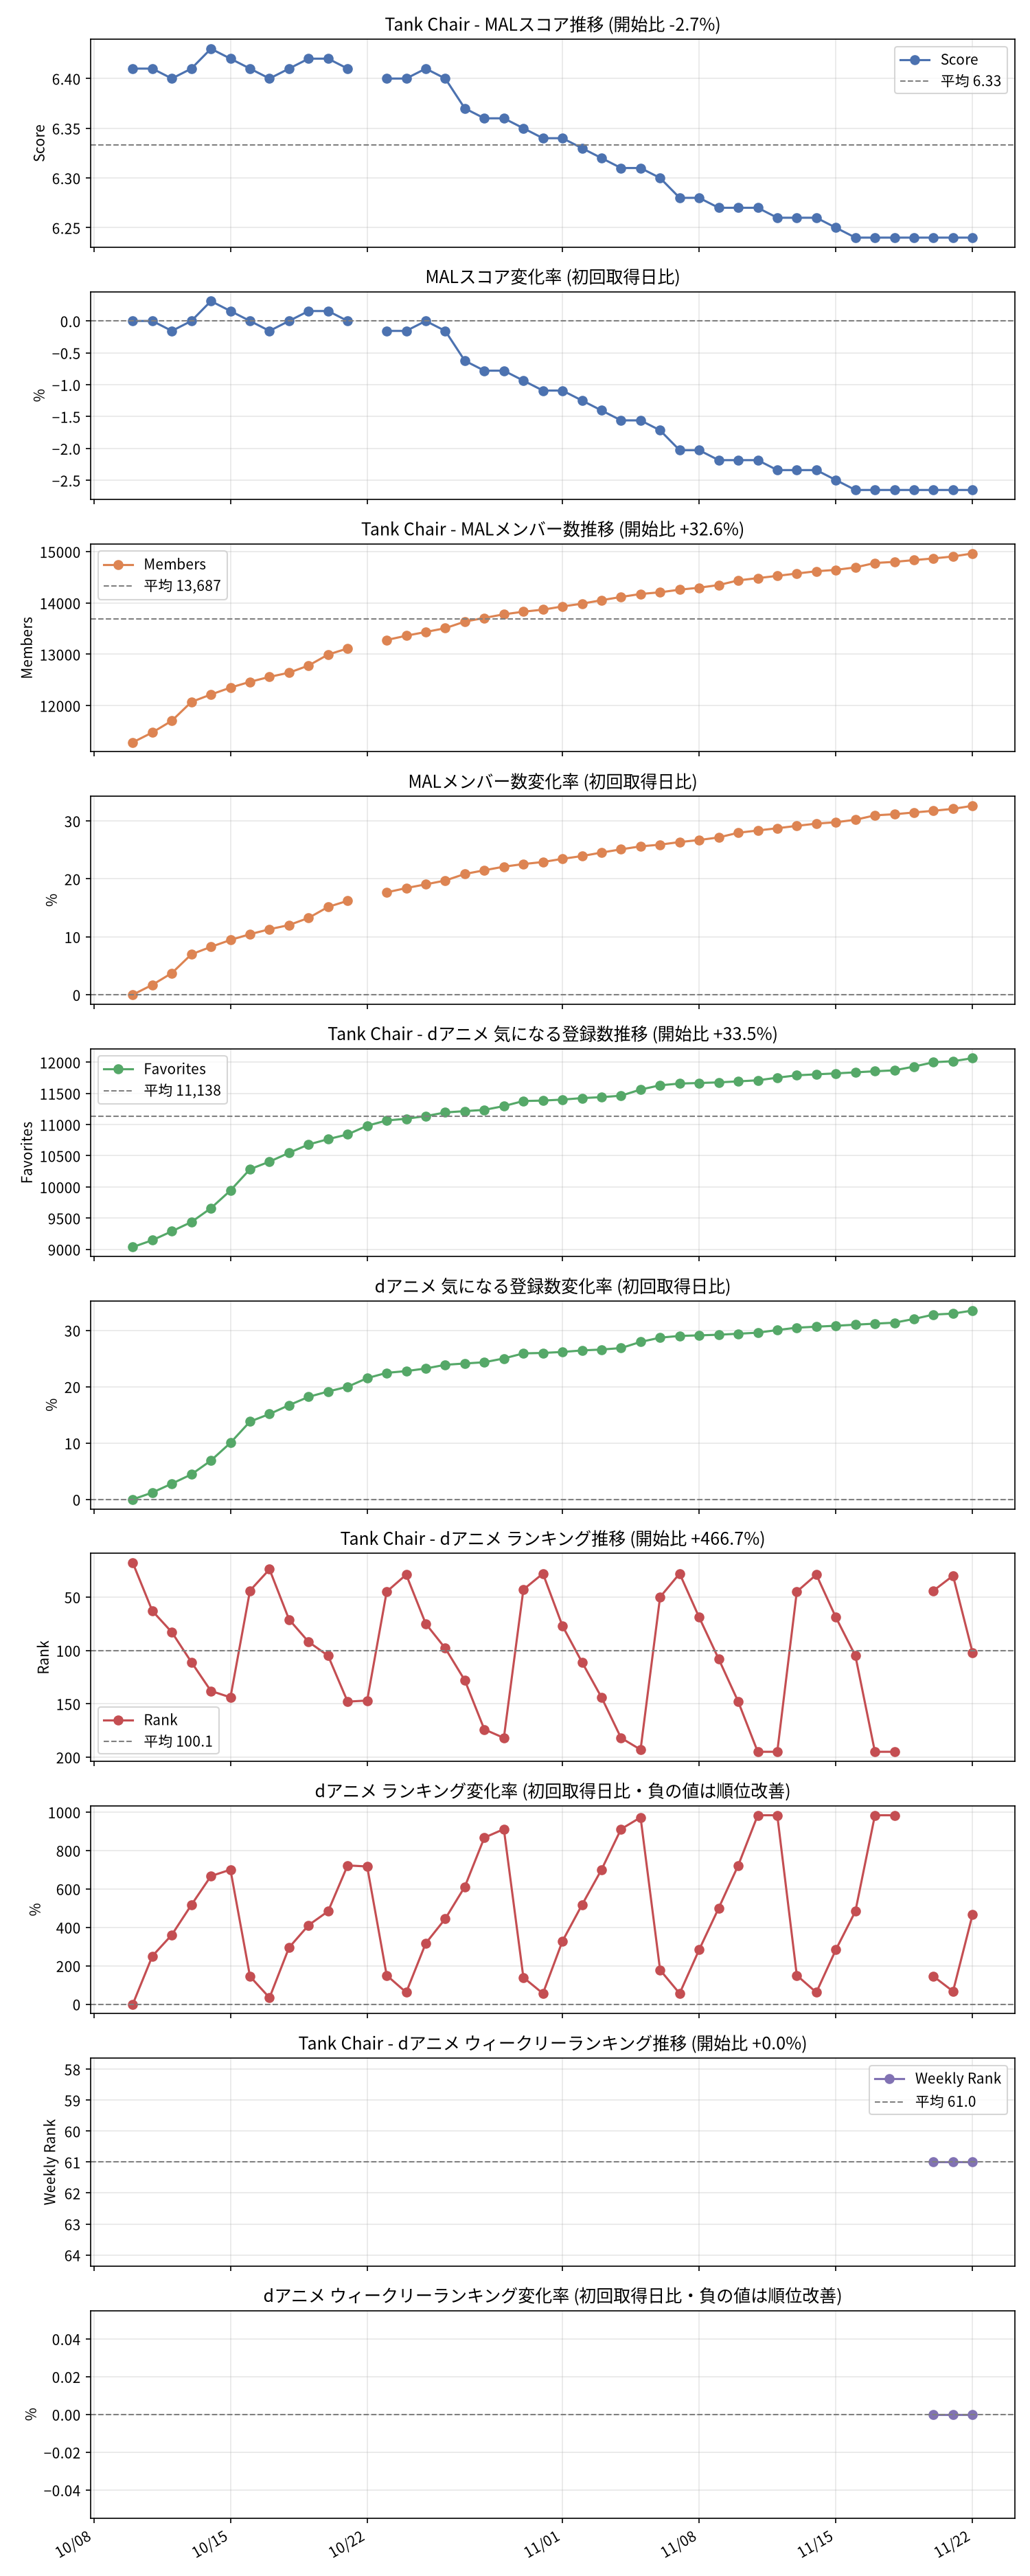 Tank Chair - MALスコア推移 (開始比 -2.7%)
Score
6.40
6.35
6.30
6.25
Score
平均 6.33
MALスコア変化率 (初回取得日比)
%
0.0
−0.5
−1.0
−1.5
−2.0
−2.5
Tank Chair - MALメンバー数推移 (開始比 +32.6%)
Members
15000
14000
13000
12000
Members
平均 13,687
MALメンバー数変化率 (初回取得日比)
%
30
20
10
0
Tank Chair - dアニメ 気になる登録数推移 (開始比 +33.5%)
Favorites
12000
11500
11000
10500
10000
9500
9000
Favorites
平均 11,138
dアニメ 気になる登録数変化率 (初回取得日比)
%
30
20
10
0
Tank Chair - dアニメ ランキング推移 (開始比 +466.7%)
Rank
50
100
150
200
Rank
平均 100.1
dアニメ ランキング変化率 (初回取得日比・負の値は順位改善)
%
1000
800
600
400
200
0
Tank Chair - dアニメ ウィークリーランキング推移 (開始比 +0.0%)
Weekly Rank
58
59
60
61
62
63
64
Weekly Rank
平均 61.0
dアニメ ウィークリーランキング変化率 (初回取得日比・負の値は順位改善)
%
0.04
0.02
0.00
−0.02
−0.04
10/08
10/15
10/22
11/01
11/08
11/15
11/22